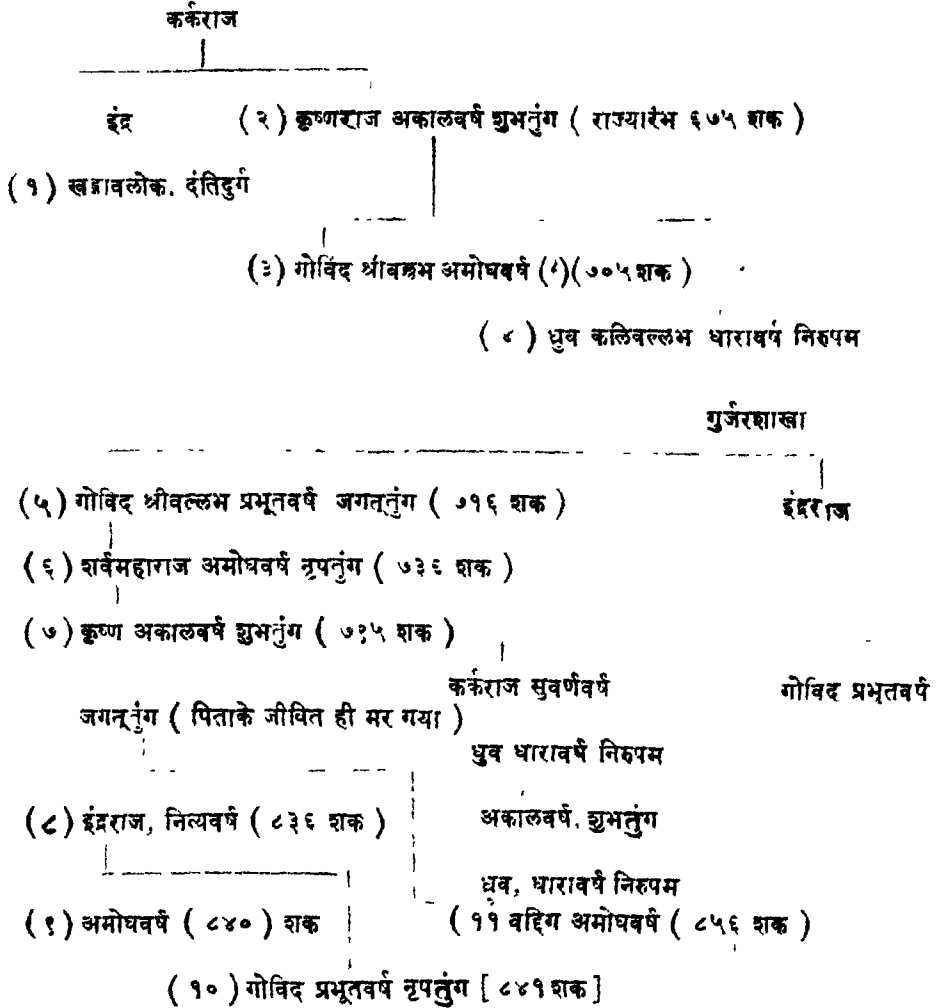 कर्कराज
इंद्र ( २ ) कृष्णराज अकालवर्ष शुभतुंग ( राज्यारंभ ६७५ शक )
( १ ) खड्गावलोक. दंतिदुर्ग
(३) गोविंद श्रीवल्लभ अमोघवर्ष ( )(७०५ शक )
( ४ ) ध्रुव कलिवल्लभ धारावर्ष निरुपम
गुर्जरशाखा
( ५ ) गोविंद श्रीवल्लभ प्रभूतवर्ष जगत्तुंग ( ७१६ शक ) इंद्रराज
( ६ ) शर्वमहाराज अमोघवर्ष नृपतुंग ( ७३६ शक )
( ७ ) कृष्ण अकालवर्ष शुभतुंग ( ७९५ शक )
कर्कराज सुवर्णवर्ष गोविंद प्रभूतवर्ष
जगत्तुंग ( पिताके जीवित ही मर गया )
ध्रुव धारावर्ष निरुपम
( ८ ) इंद्रराज, नित्यवर्ष ( ८३६ शक ) अकालवर्ष, शुभतुंग
ध्रुव, धारावर्ष निरुपम
( ९ ) अमोघवर्ष ( ८४० ) शक ( ११ वद्दिग अमोघवर्ष ( ८५६ शक )
( १० ) गोविंद प्रभूतवर्ष नृपतुंग [ ८४१ शक ]